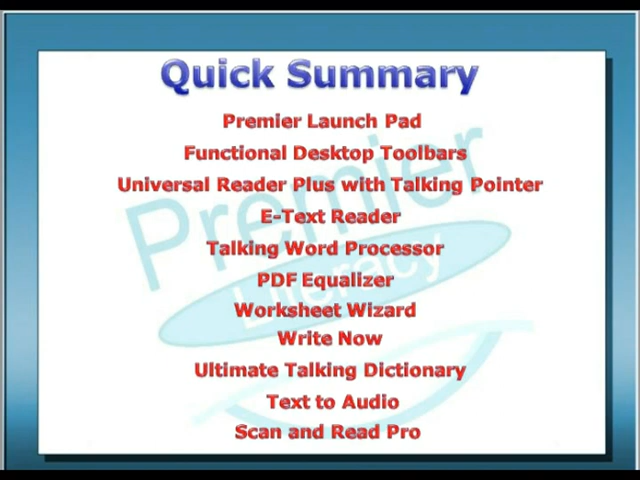 Quick Summary
Premier Launch Pad
Functional Desktop Toolbars
Universal Reader Plus with Talking Pointer
E-Text Reader
Talking Word Processor
PDF Equalizer
Worksheet Wizard
Write Now
Ultimate Talking Dictionary
Text to Audio
Scan and Read Pro
Premier
Literacy